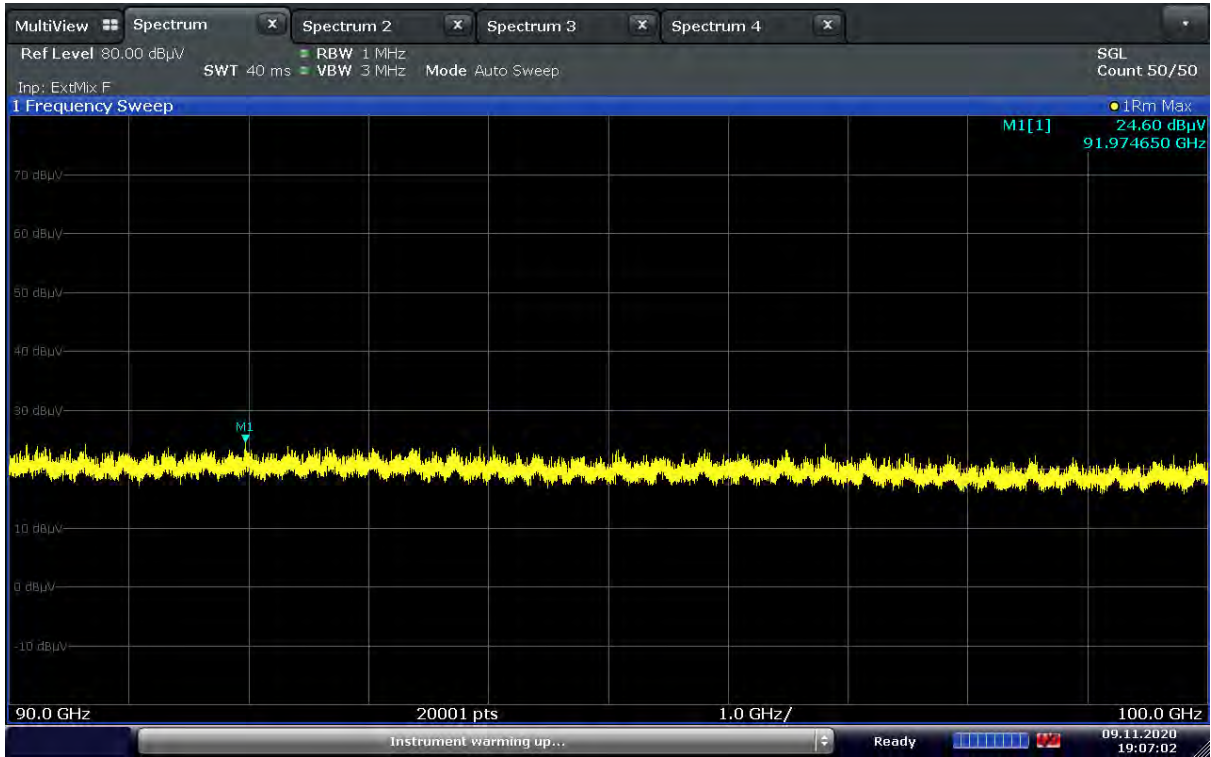 MultiView Spectrum X Spectrum 2 X Spectrum 3 X Spectrum 4 X
Ref Level 80.00 dBµV RBW 1 MHz SGL
SWT 40 ms VBW 3 MHz Mode Auto Sweep Count 50/50
Inp: ExtMix F
1 Frequency Sweep 1Rm Max
M1[1] 24.60 dBµV
91.974650 GHz
70 dBµV
60 dBµV
50 dBµV
40 dBµV
30 dBµV
M1
10 dBµV
0 dBµV
-10 dBµV
90.0 GHz 20001 pts 1.0 GHz/ 100.0 GHz
Instrument warming up... Ready 09.11.2020
19:07:02